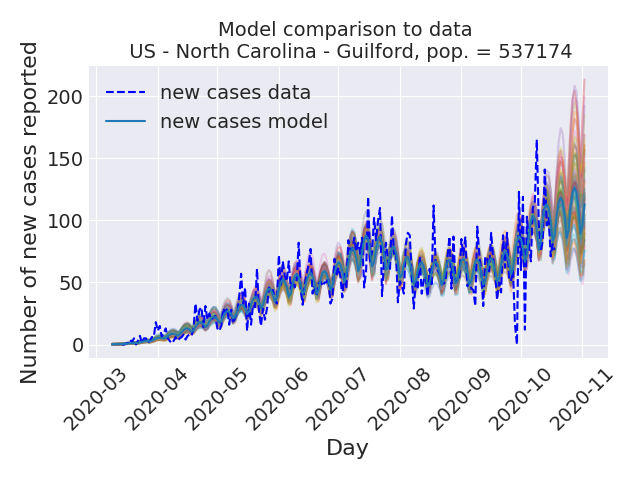 Model comparison to data
US - North Carolina - Guilford, pop. = 537174
Number of new cases reported
new cases data
new cases model
200
150
100
50
0
2020-03
2020-04
2020-05
2020-06
2020-07
2020-08
2020-09
2020-10
2020-11
Day